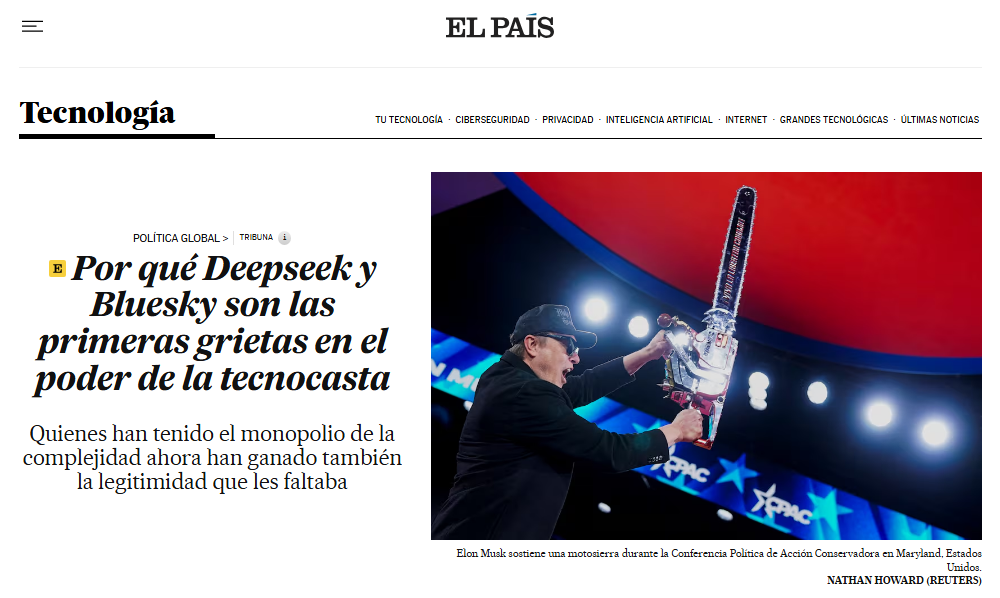 EL PAÍS
Tecnología
TU TECNOLOGÍA · CIBERSEGURIDAD · PRIVACIDAD · INTELIGENCIA ARTIFICIAL · INTERNET · GRANDES TECNOLÓGICAS · ÚLTIMAS NOTICIAS
POLÍTICA GLOBAL > TRIBUNA i
E Por qué Deepseek y
Bluesky son las
primeras grietas en el
poder de la tecnocasta
Quienes han tenido el monopolio de la
complejidad ahora han ganado también
la legitimidad que les faltaba
CPAC
CPAC
Elon Musk sostiene una motosierra durante la Conferencia Política de Acción Conservadora en Maryland, Estados
Unidos.
NATHAN HOWARD (REUTERS)